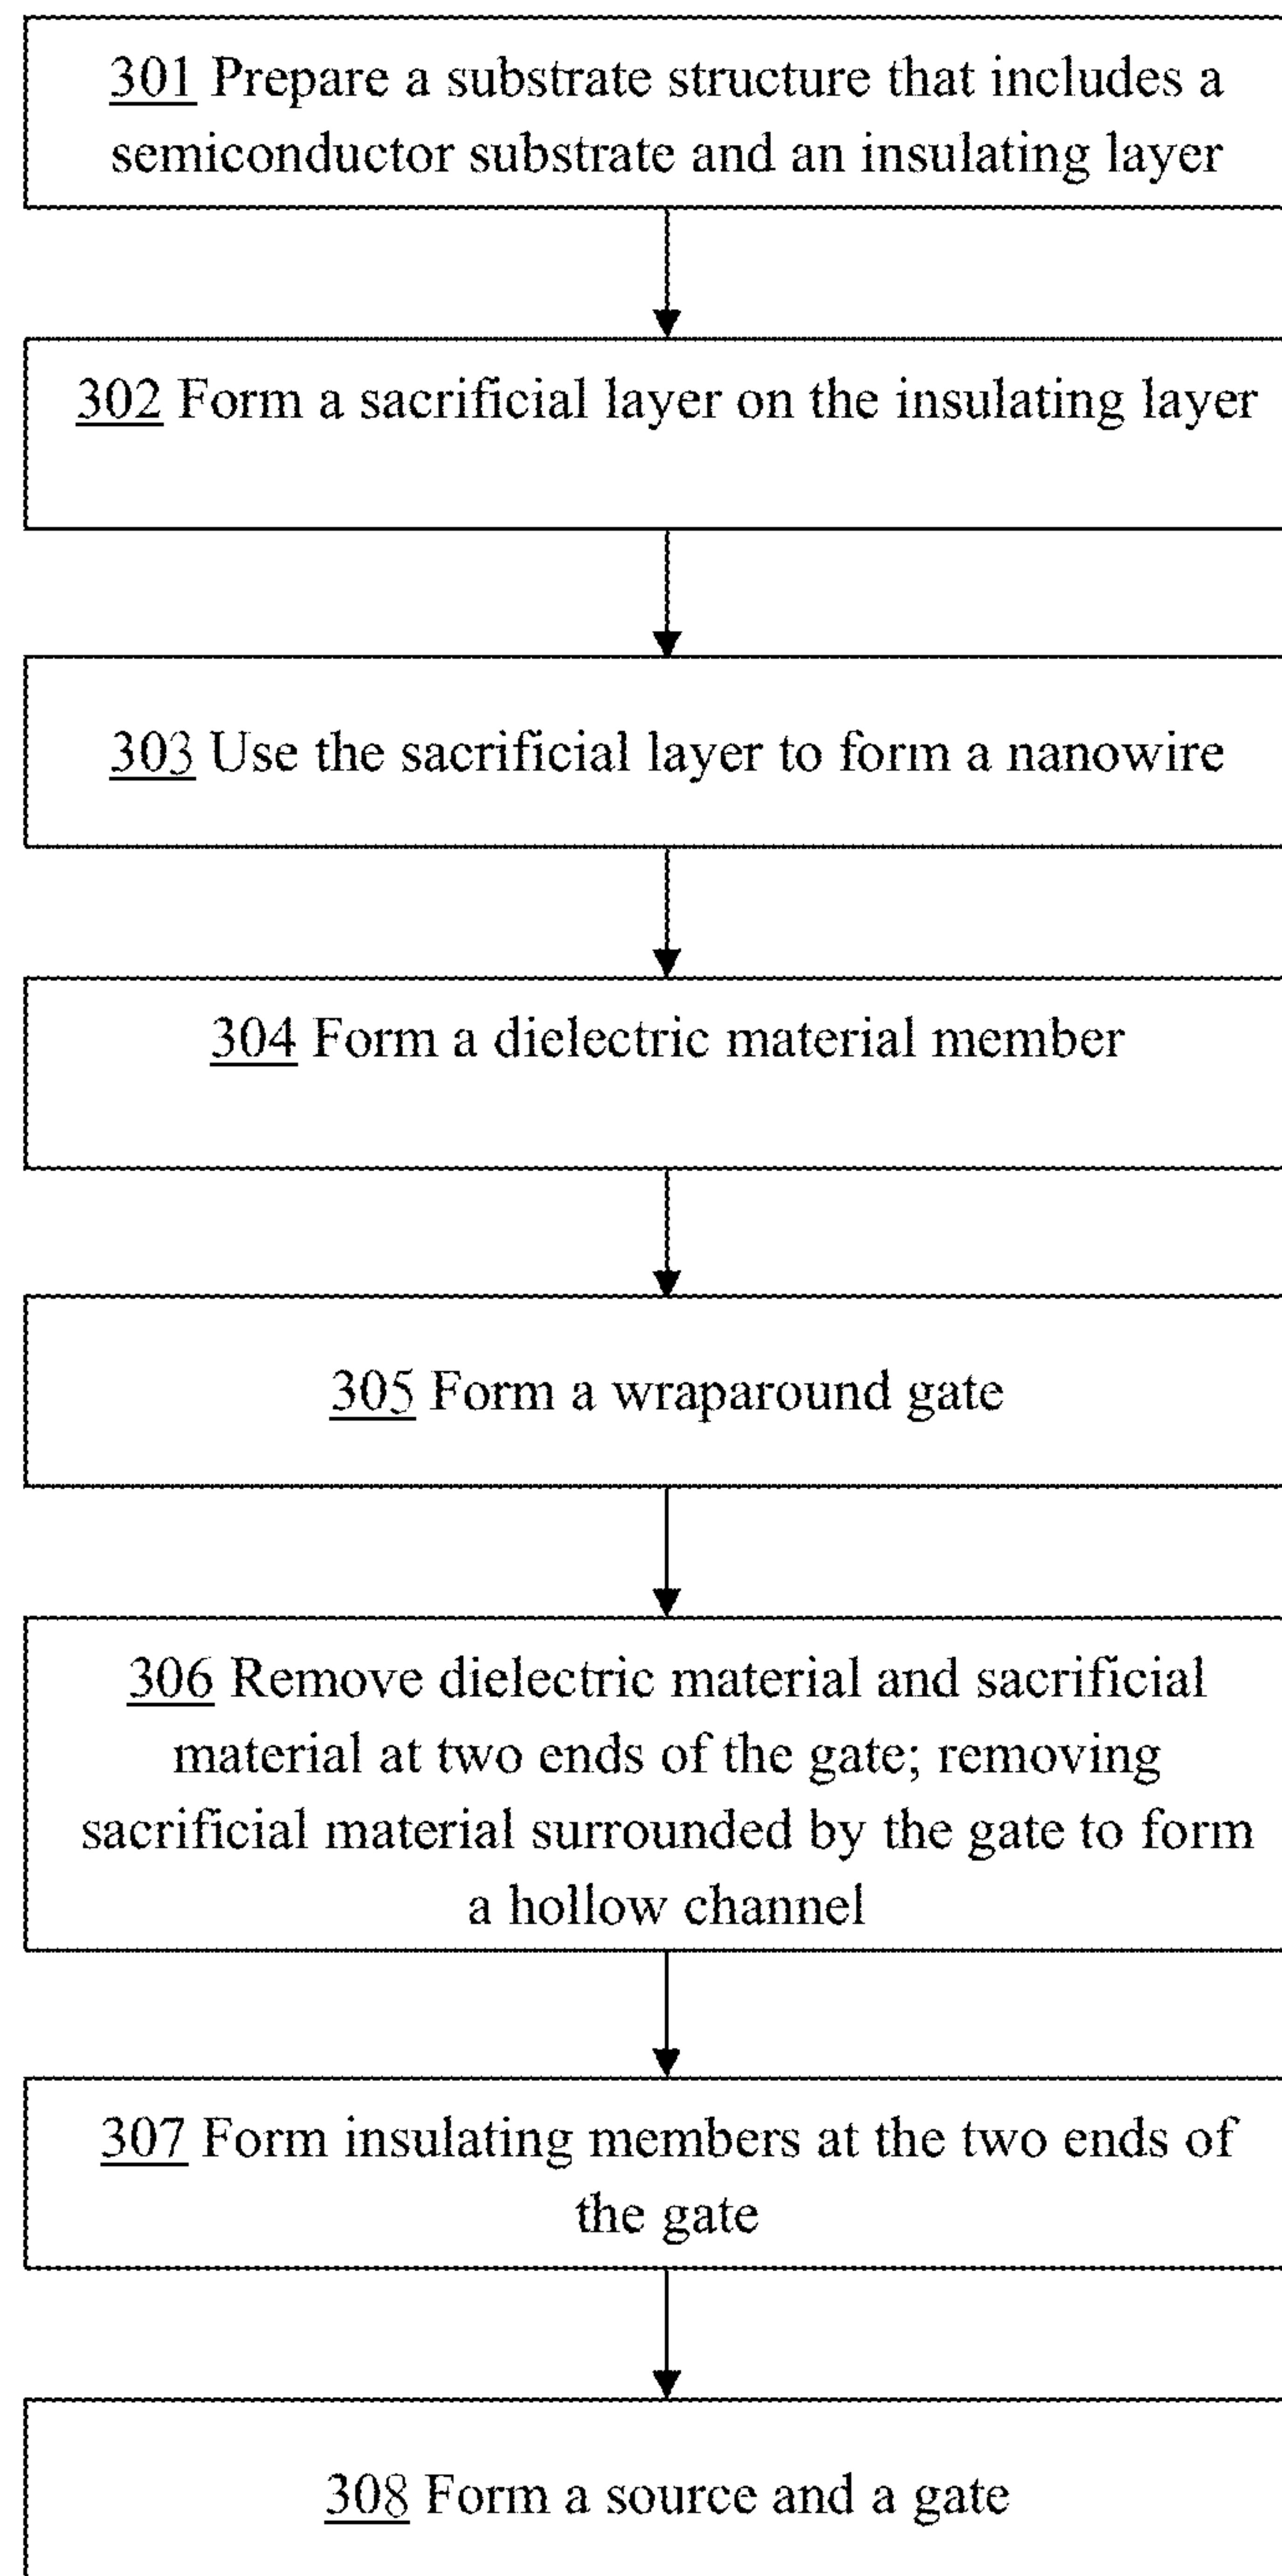 301 Prepare a substrate structure that includes a
semiconductor substrate and an insulating layer
302 Form a sacrificial layer on the insulating layer
303 Use the sacrificial layer to form a nanowire
304 Form a dielectric material member
305 Form a wraparound gate
306 Remove dielectric material and sacrificial
material at two ends of the gate; removing
sacrificial material surrounded by the gate to form
a hollow channel
307 Form insulating members at the two ends of
the gate
308 Form a source and a gate